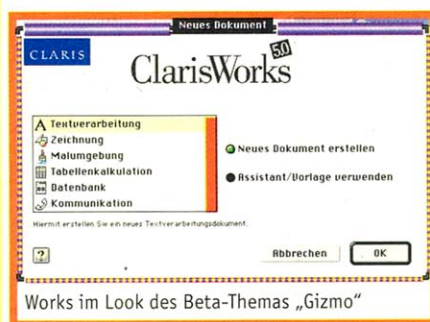 Neues Dokument
CLARIS
ClarisWorks 5.0
A Textverarbeitung
Zeichnung
Malumgebung
Tabellenkalkulation
Datenbank
Kommunikation
Neues Dokument erstellen
Assistant/Vorlage verwenden
Hiermit erstellen Sie ein neues Textverarbeitungsdokument.
?
Abbrechen
OK
Works im Look des Beta-Themas „Gizmo“